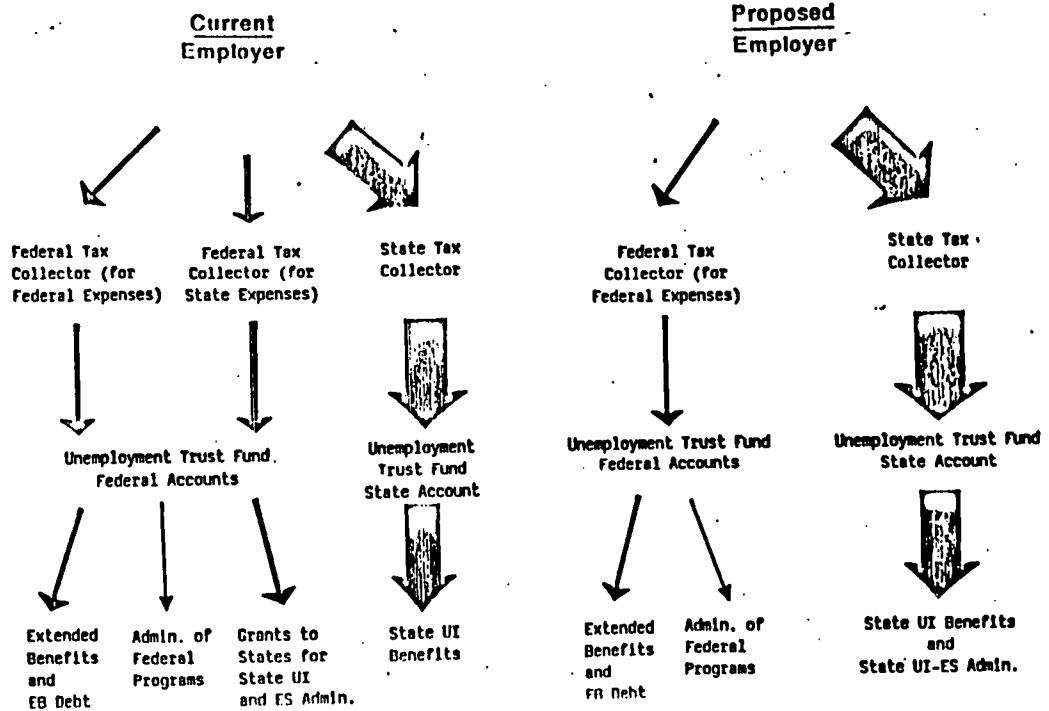 Current
Employer
Federal Tax
Collector (for
Federal Expenses)
Federal Tax
Collector (for
State Expenses)
State Tax
Collector
Unemployment Trust Fund.
Federal Accounts
Unemployment
Trust Fund
State Account
Extended
Benefits
and
EB Debt
Admin. of
Federal
Programs
Grants to
States for
State UI
and ES Admin.
State UI
Benefits
Proposed
Employer
Federal Tax
Collector (for
Federal Expenses)
State Tax
Collector
Unemployment Trust Fund
Federal Accounts
Unemployment Trust Fund
State Account
Extended
Benefits
and
EB Debt
Admin. of
Federal
Programs
State UI Benefits
and
State UI-ES Admin.